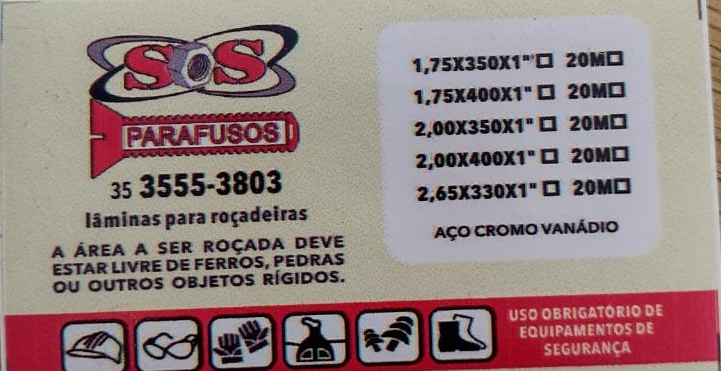 SOS
PARAFUSOS
35 3555-3803
lâminas para roçadeiras
A ÁREA A SER ROÇADA DEVE
ESTAR LIVRE DE FERROS, PEDRAS
OU OUTROS OBJETOS RÍGIDOS.
1,75X350X1" 20M
1,75X400X1" 20M
2,00X350X1" 20M
2,00X400X1" 20M
2,65X330X1" 20M
AÇO CROMO VANÁDIO
USO OBRIGATÓRIO DE
EQUIPAMENTOS DE
SEGURANÇA